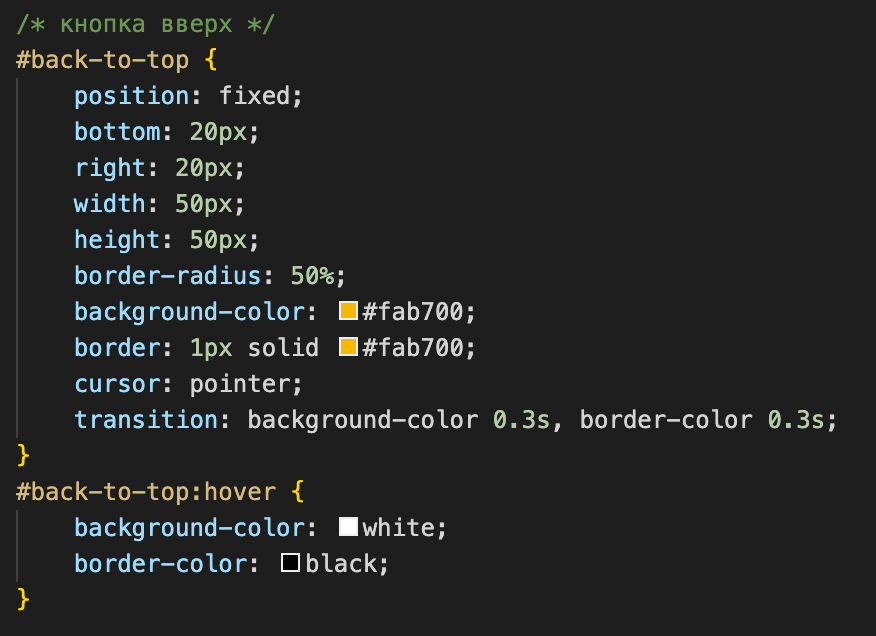 /* кнопка вверх */
#back-to-top {
    position: fixed;
    bottom: 20px;
    right: 20px;
    width: 50px;
    height: 50px;
    border-radius: 50%;
    background-color: #fab700;
    border: 1px solid #fab700;
    cursor: pointer;
    transition: background-color 0.3s, border-color 0.3s;
}
#back-to-top:hover {
    background-color: white;
    border-color: black;
}